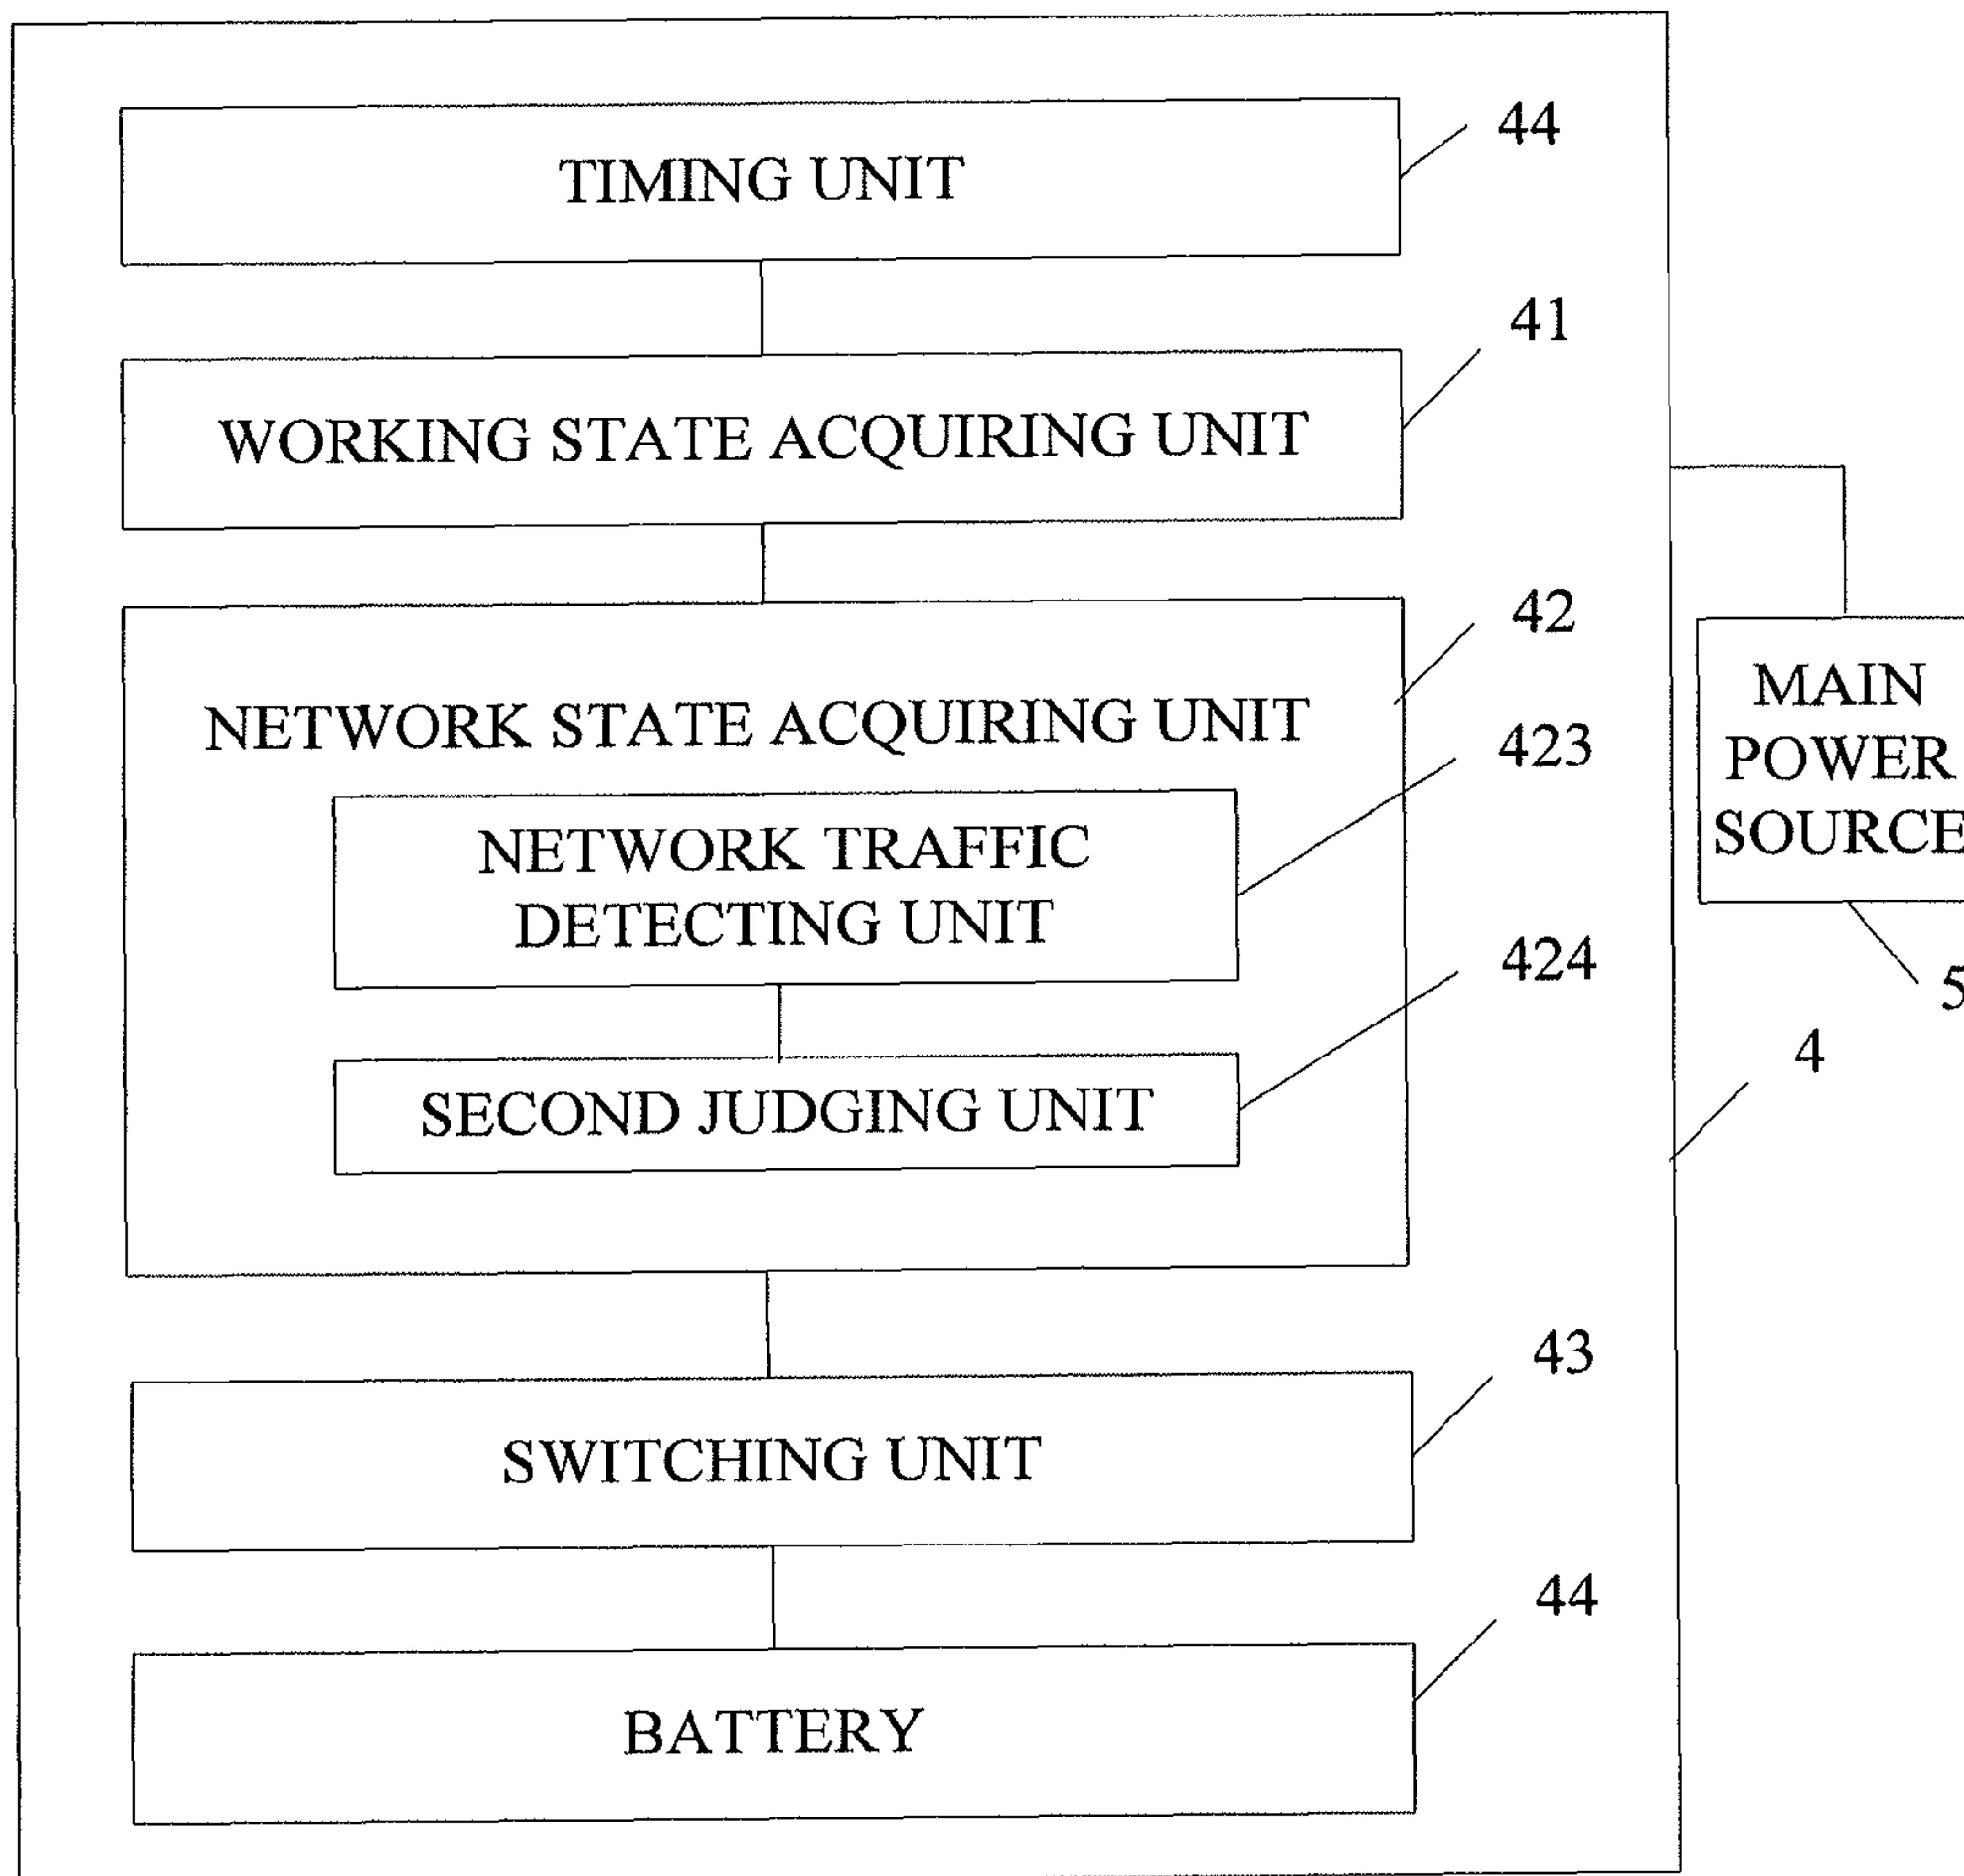 TIMING UNIT
44
WORKING STATE ACQUIRING UNIT
41
NETWORK STATE ACQUIRING UNIT
42
NETWORK TRAFFIC
DETECTING UNIT
423
SECOND JUDGING UNIT
424
MAIN
POWER
SOURCE
5
4
SWITCHING UNIT
43
BATTERY
44